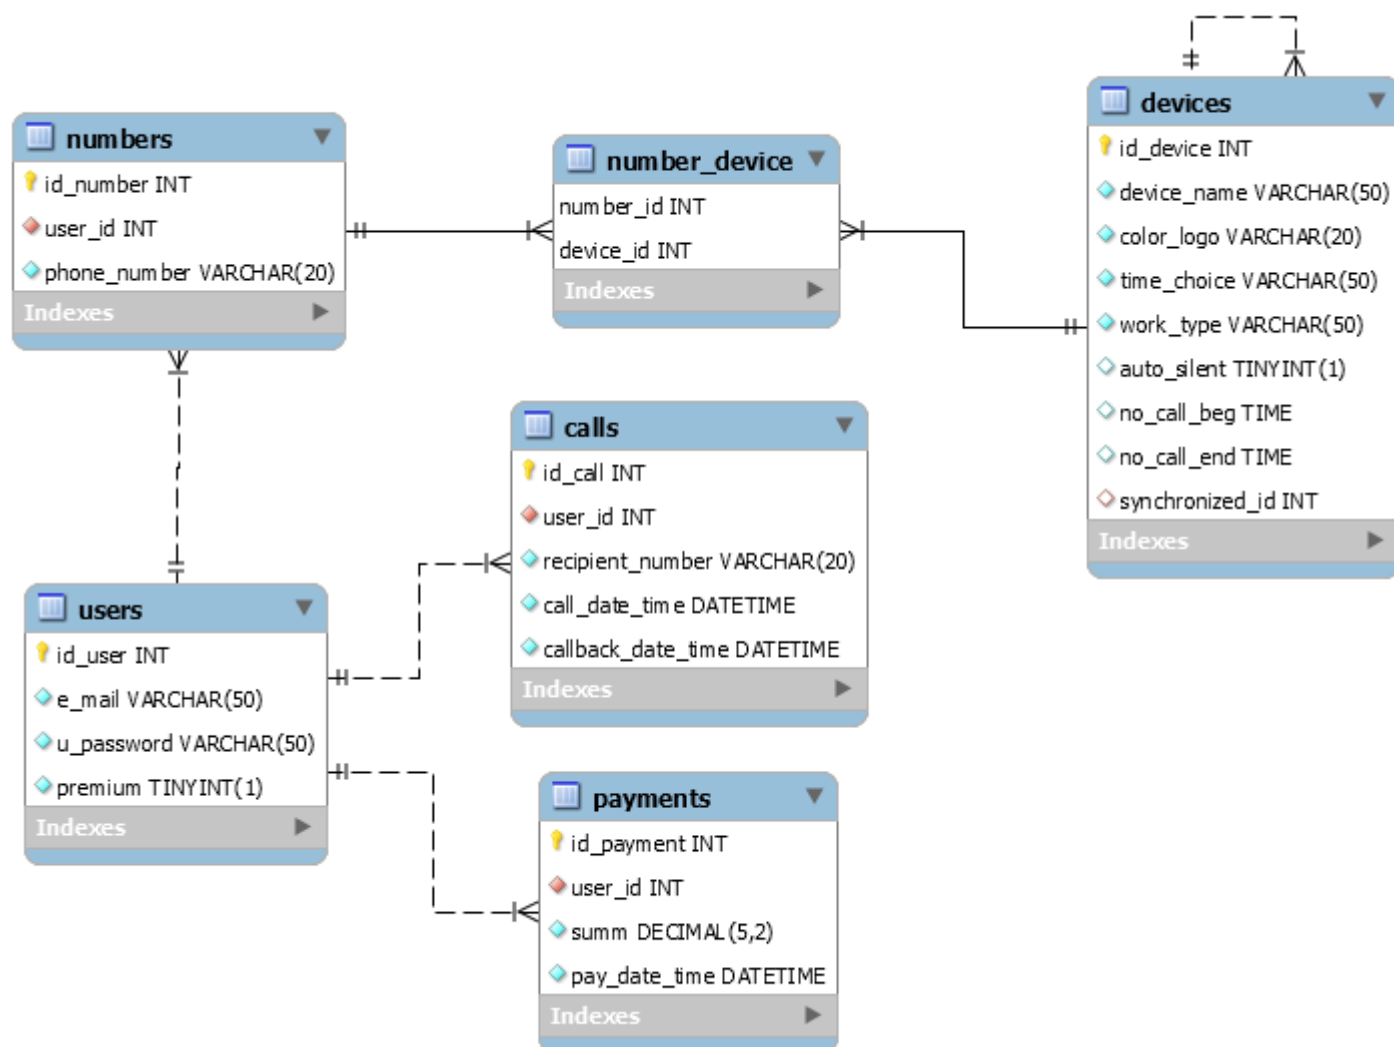 numbers
id_number INT
user_id INT
phone_number VARCHAR(20)
Indexes
number_device
number_id INT
device_id INT
Indexes
devices
id_device INT
device_name VARCHAR(50)
color_logo VARCHAR(20)
time_choice VARCHAR(50)
work_type VARCHAR(50)
auto_silent TINYINT(1)
no_call_beg TIME
no_call_end TIME
synchronized_id INT
Indexes
calls
id_call INT
user_id INT
recipient_number VARCHAR(20)
call_date_time DATETIME
callback_date_time DATETIME
Indexes
users
id_user INT
e_mail VARCHAR(50)
u_password VARCHAR(50)
premium TINYINT(1)
Indexes
payments
id_payment INT
user_id INT
summ DECIMAL(5,2)
pay_date_time DATETIME
Indexes